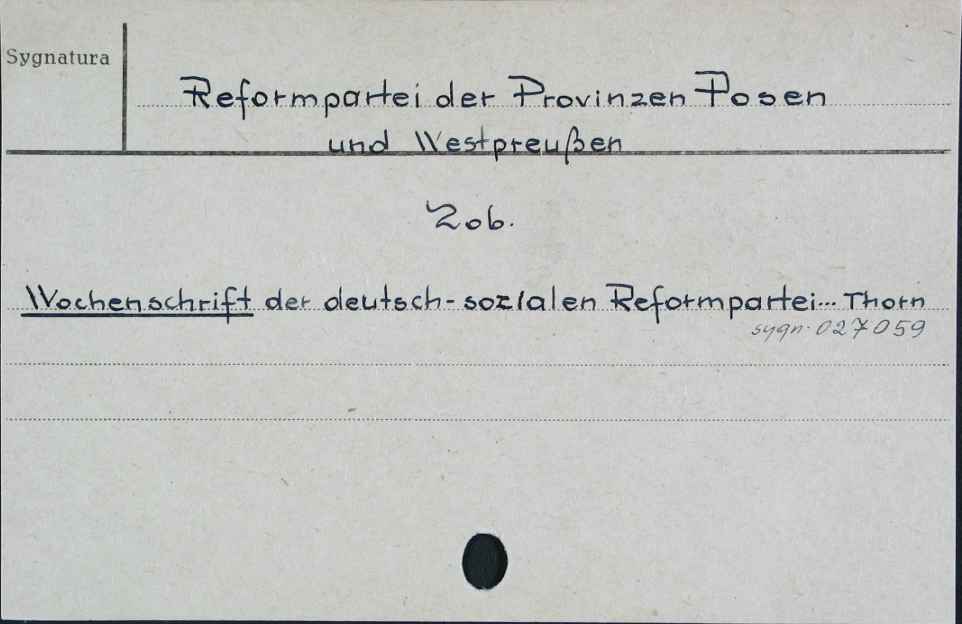 Sygnatura
Reformpartei der Provinzen Posen
und Westpreußen
Zob.
Wochenschrift der deutsch-sozialen Reformpartei... Thorn
sygn. 027059